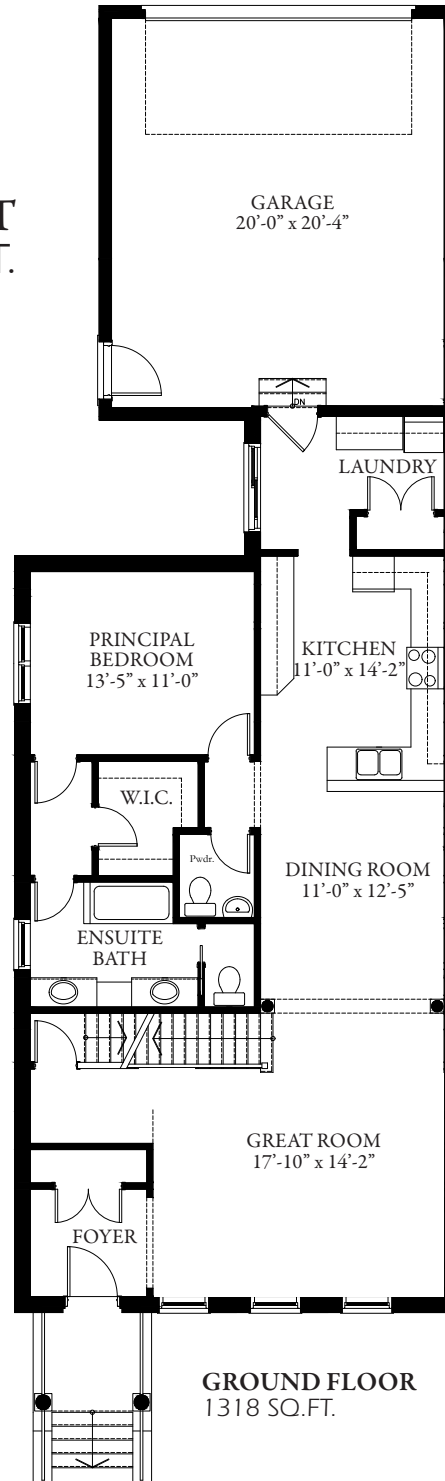 GARAGE
20'-0" x 20'-4"
T
T.
DN
LAUNDRY
PRINCIPAL
BEDROOM
13'-5" x 11'-0"
KITCHEN
11'-0" x 14'-2"
W.I.C.
Pwdr.
DINING ROOM
11'-0" x 12'-5"
ENSUITE
BATH
GREAT ROOM
17'-10" x 14'-2"
FOYER
GROUND FLOOR
1318 SQ.FT.